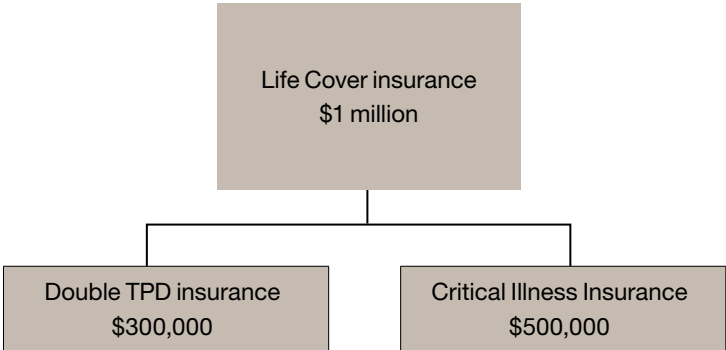 Life Cover insurance
$1 million
Double TPD insurance
$300,000
Critical Illness Insurance
$500,000